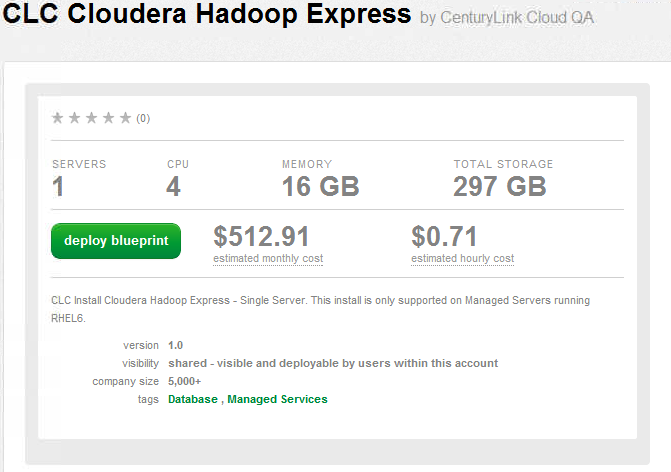 CLC Cloudera Hadoop Express by CenturyLink Cloud QA
(0)
SERVERS CPU MEMORY TOTAL STORAGE
1 4 16 GB 297 GB
deploy blueprint $512.91 $0.71
estimated monthly cost estimated hourly cost
CLC Install Cloudera Hadoop Express - Single Server. This install is only supported on Managed Servers running
RHEL6.
version 1.0
visibility shared - visible and deployable by users within this account
company size 5,000+
tags Database , Managed Services